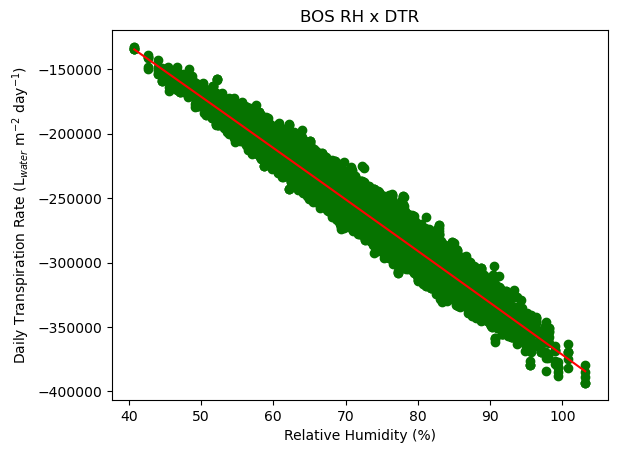 BOS RH x DTR
Daily Transpiration Rate (L_water m⁻² day⁻¹)
−150000
−200000
−250000
−300000
−350000
−400000
40 50 60 70 80 90 100
Relative Humidity (%)